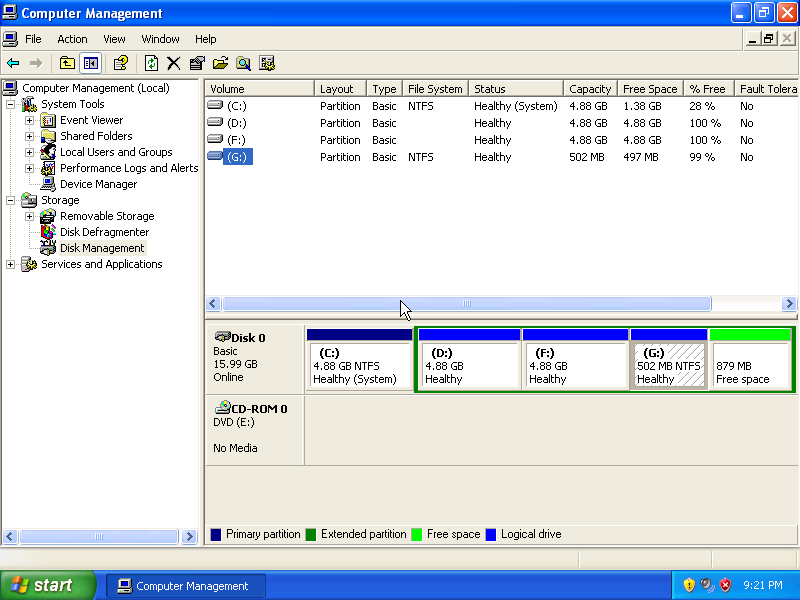 Computer Management
File Action View Window Help
Computer Management (Local)
System Tools
Event Viewer
Shared Folders
Local Users and Groups
Performance Logs and Alerts
Device Manager
Storage
Removable Storage
Disk Defragmenter
Disk Management
Services and Applications
Volume Layout Type File System Status Capacity Free Space % Free Fault Tolera
(C:) Partition Basic NTFS Healthy (System) 4.88 GB 1.38 GB 28 % No
(D:) Partition Basic Healthy 4.88 GB 4.88 GB 100 % No
(F:) Partition Basic Healthy 4.88 GB 4.88 GB 100 % No
(G:) Partition Basic NTFS Healthy 502 MB 497 MB 99 % No
Disk 0
Basic
15.99 GB
Online
(C:)
4.88 GB NTFS
Healthy (System)
(D:)
4.88 GB
Healthy
(F:)
4.88 GB
Healthy
(G:)
502 MB NTFS
Healthy
879 MB
Free space
CD-ROM 0
DVD (E:)
No Media
Primary partition Extended partition Free space Logical drive
start Computer Management 9:21 PM